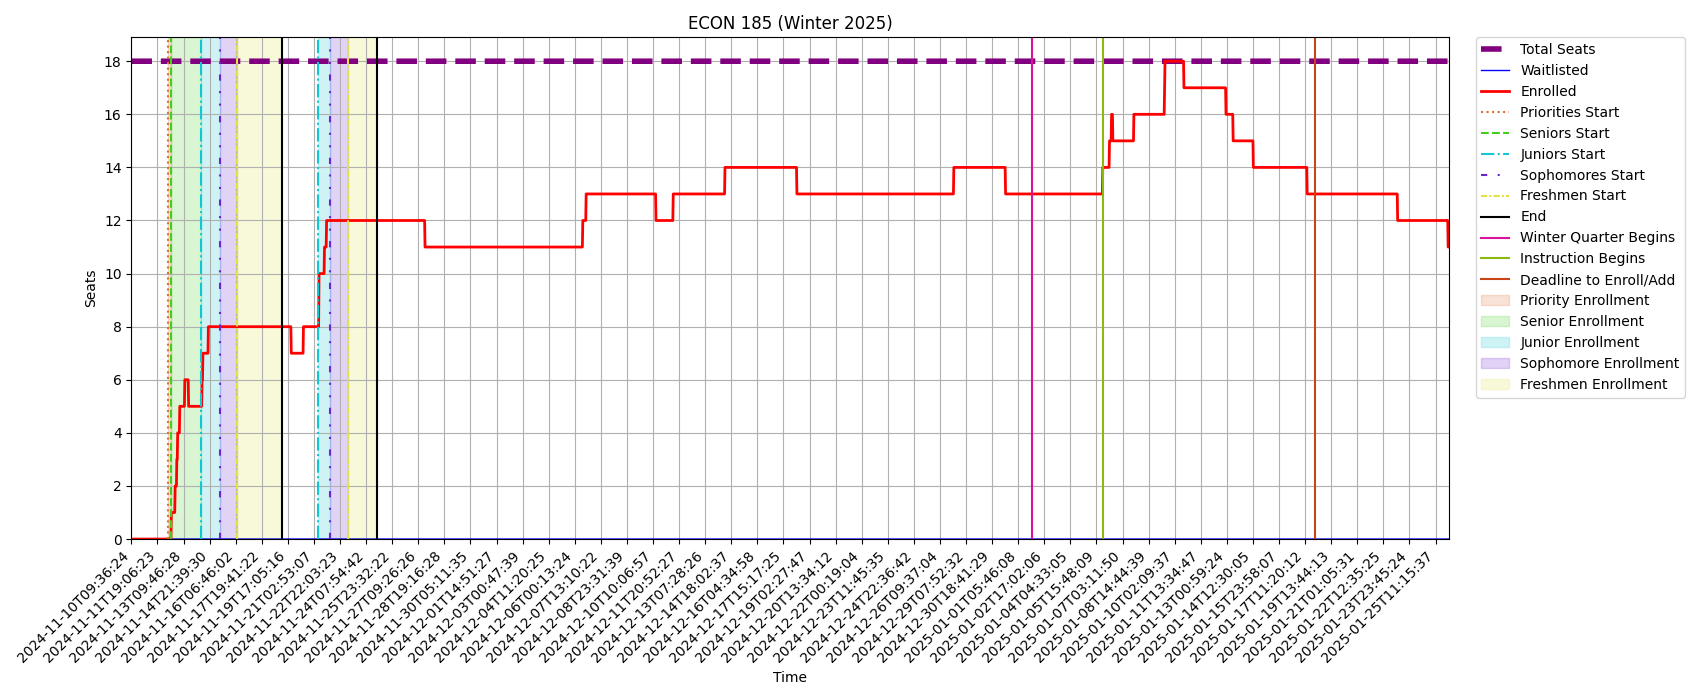 ECON 185 (Winter 2025)
Seats
18
16
14
12
10
8
6
4
2
0
2024-11-10T09:36:24
2024-11-11T19:06:23
2024-11-13T09:46:28
2024-11-14T21:39:30
2024-11-16T06:46:02
2024-11-17T19:41:22
2024-11-19T17:05:16
2024-11-21T02:53:07
2024-11-22T22:03:23
2024-11-24T07:54:42
2024-11-25T23:32:22
2024-11-27T09:26:26
2024-11-28T19:16:28
2024-11-30T05:11:35
2024-12-01T14:51:27
2024-12-03T00:47:39
2024-12-04T11:20:25
2024-12-06T00:13:24
2024-12-07T13:10:22
2024-12-08T23:31:39
2024-12-10T10:06:57
2024-12-11T20:52:27
2024-12-13T07:28:26
2024-12-14T18:02:37
2024-12-16T04:34:58
2024-12-17T15:17:25
2024-12-19T02:27:47
2024-12-20T13:34:12
2024-12-22T00:19:04
2024-12-23T11:45:35
2024-12-24T22:36:42
2024-12-26T09:37:04
2024-12-29T07:52:32
2024-12-30T18:41:29
2025-01-01T05:46:08
2025-01-02T17:02:06
2025-01-04T04:33:05
2025-01-05T15:48:09
2025-01-07T03:11:50
2025-01-08T14:44:39
2025-01-10T02:09:37
2025-01-11T13:34:47
2025-01-13T00:59:24
2025-01-14T12:30:05
2025-01-15T23:58:07
2025-01-17T11:20:12
2025-01-19T13:44:13
2025-01-21T01:05:31
2025-01-22T12:35:25
2025-01-23T23:45:24
2025-01-25T11:15:37
Time
Total Seats
Waitlisted
Enrolled
Priorities Start
Seniors Start
Juniors Start
Sophomores Start
Freshmen Start
End
Winter Quarter Begins
Instruction Begins
Deadline to Enroll/Add
Priority Enrollment
Senior Enrollment
Junior Enrollment
Sophomore Enrollment
Freshmen Enrollment